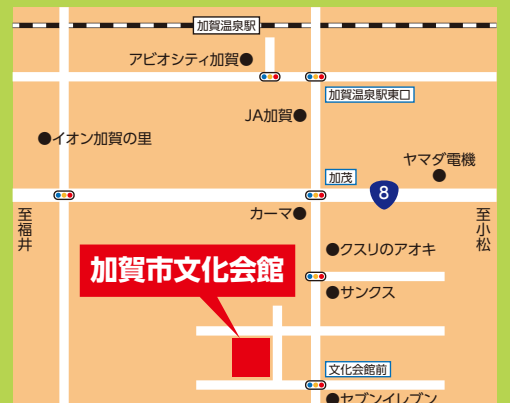 加賀温泉駅
アビオシティ加賀
加賀温泉駅東口
JA加賀
イオン加賀の里
ヤマダ電機
加茂
8
カーマ
至福井
至小松
クスリのアオキ
加賀市文化会館
サンクス
文化会館前
セブンイレブン